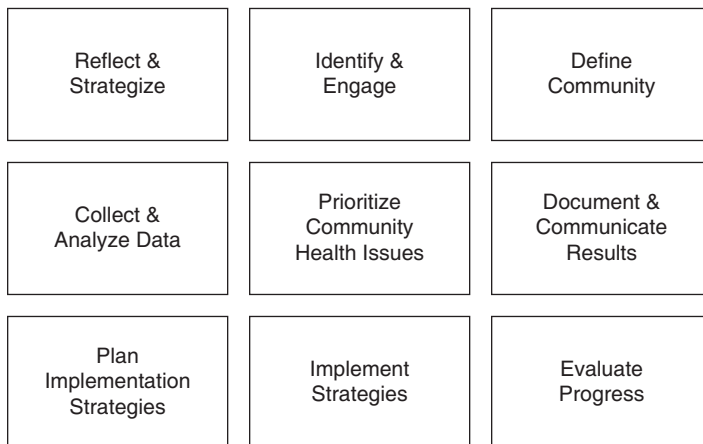 Reflect &
Strategize
Identify &
Engage
Define
Community
Collect &
Analyze Data
Prioritize
Community
Health Issues
Document &
Communicate
Results
Plan
Implementation
Strategies
Implement
Strategies
Evaluate
Progress